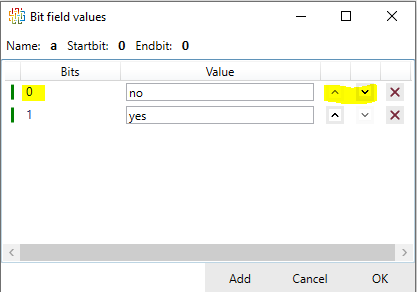 Bit field values
Name: a Startbit: 0 Endbit: 0
Bits Value
0 no
1 yes
Add Cancel OK